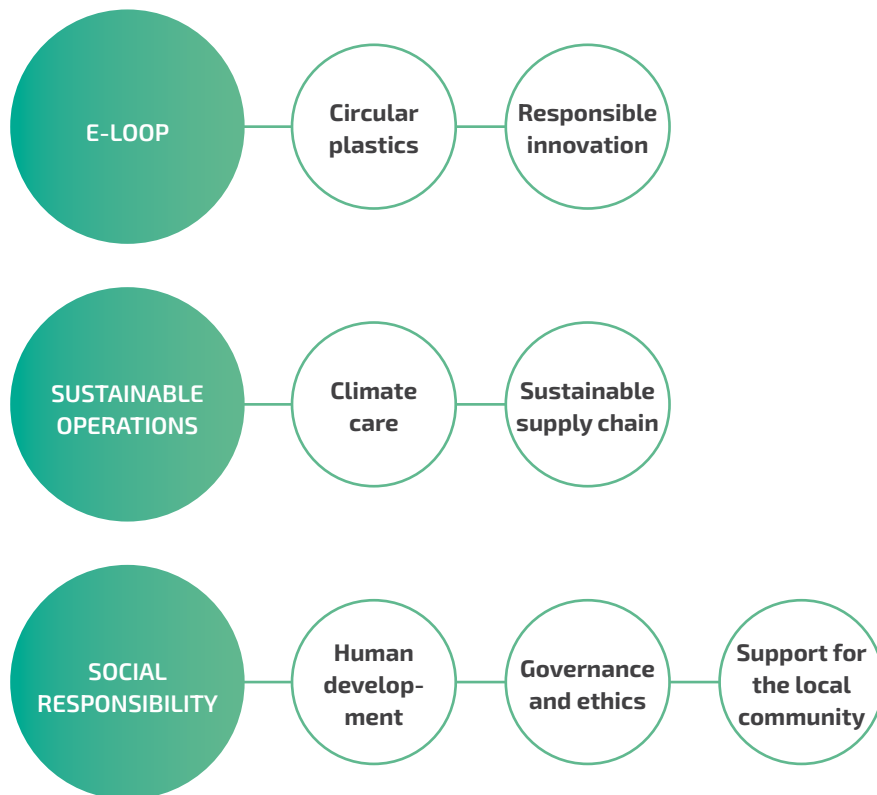 E-LOOP
Circular
plastics
Responsible
innovation
SUSTAINABLE
OPERATIONS
Climate
care
Sustainable
supply chain
SOCIAL
RESPONSIBILITY
Human
develop-
ment
Governance
and ethics
Support for
the local
community